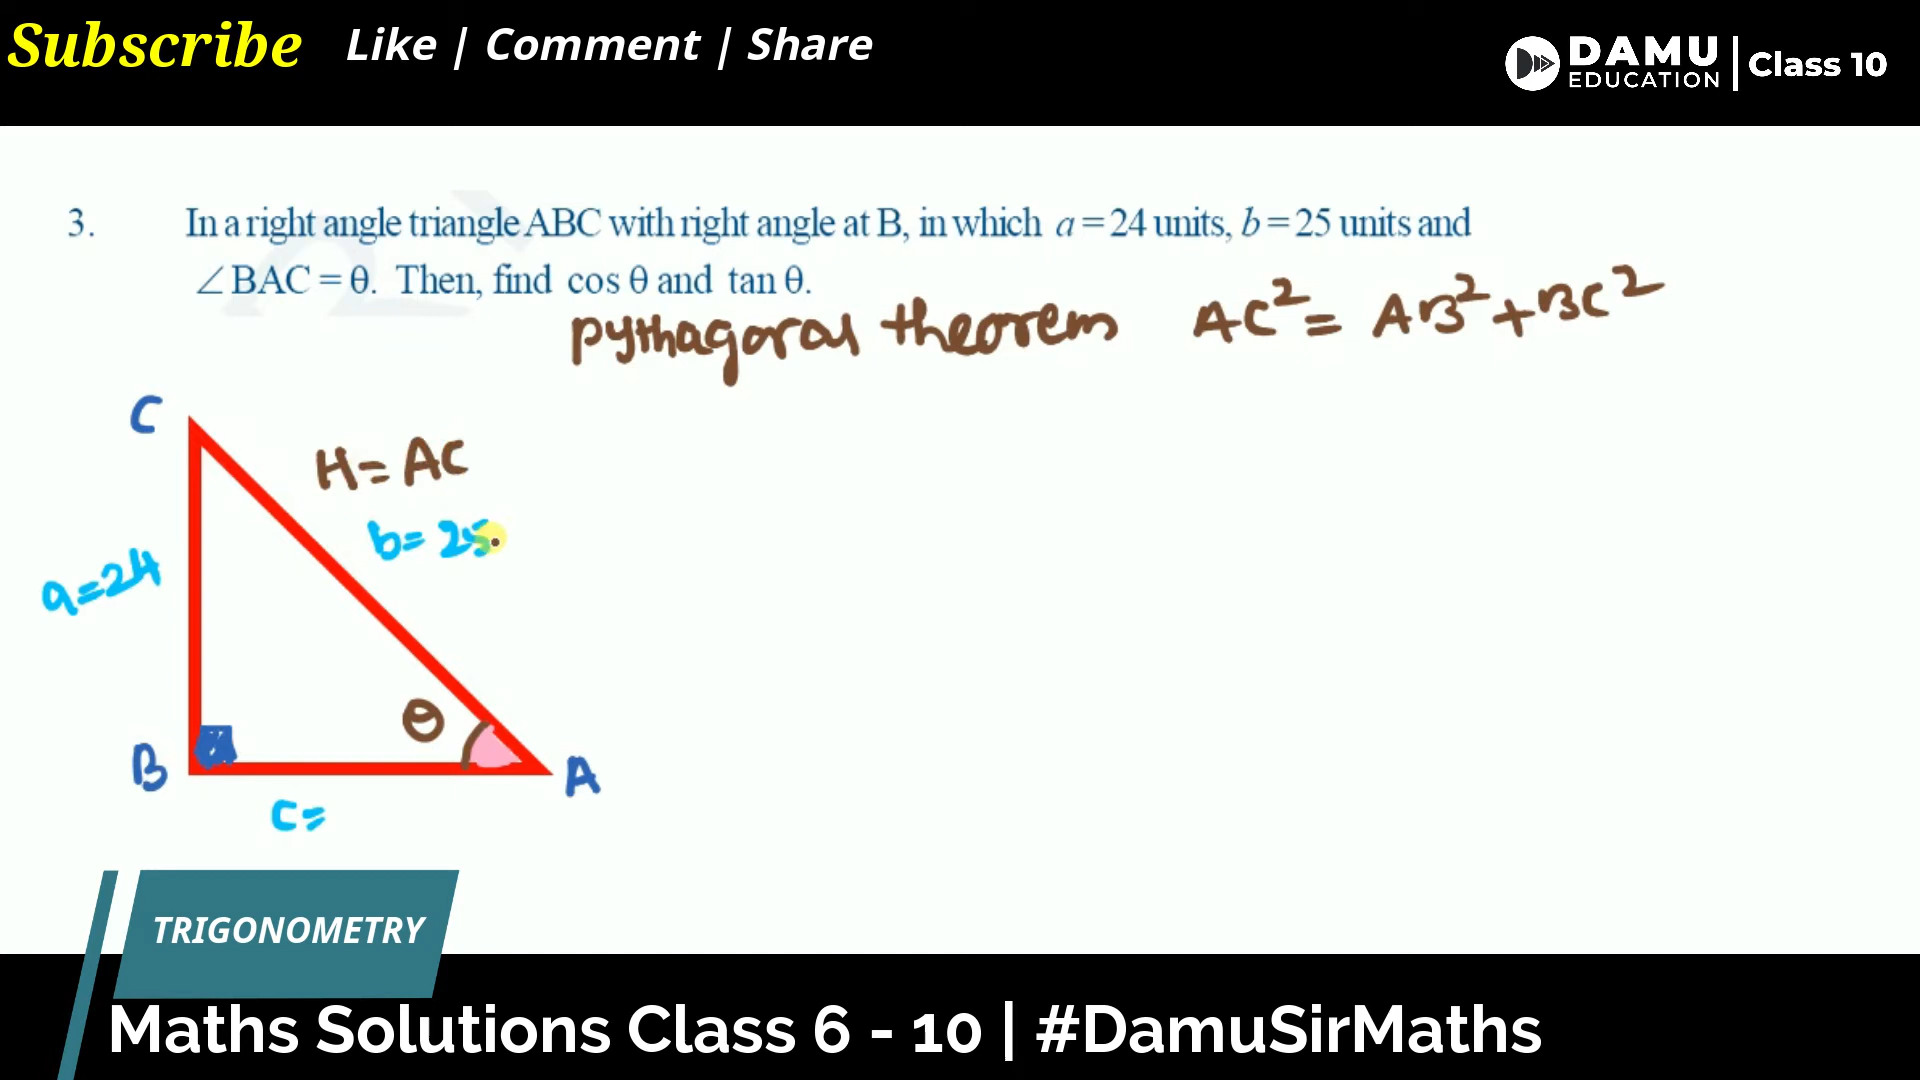 Subscribe Like | Comment | Share
DAMU EDUCATION | Class 10
3. In a right angle triangle ABC with right angle at B, in which a = 24 units, b = 25 units and
∠BAC = θ. Then, find cos θ and tan θ.
pythagoras theorem AC² = AB² + BC²
C
H = AC
b = 25
a = 24
θ
B
A
c =
TRIGONOMETRY
Maths Solutions Class 6 - 10 | #DamuSirMaths